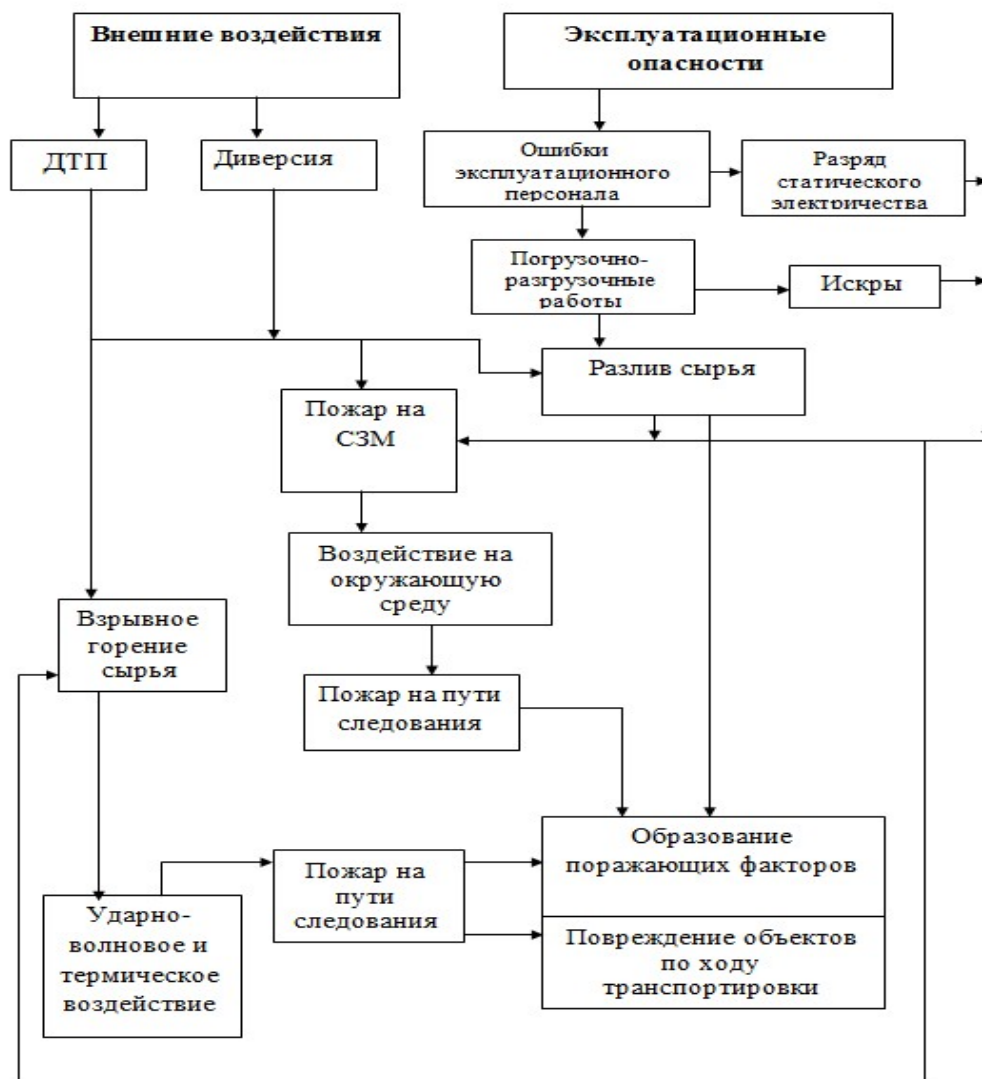 Внешние воздействия
Эксплуатационные
опасности
ДТП
Диверсия
Ошибки
эксплуатационного
персонала
Разряд
статического
электричества
Погрузочно-
разгрузочные
работы
Искры
Разлив сырья
Пожар на
СЗМ
Воздействие на
окружающую
среду
Взрывное
горение
сырья
Пожар на пути
следования
Образование
поражающих факторов
Пожар на
пути
следования
Ударно-
волновое и
термическое
воздействие
Повреждение объектов
по ходу
транспортировки